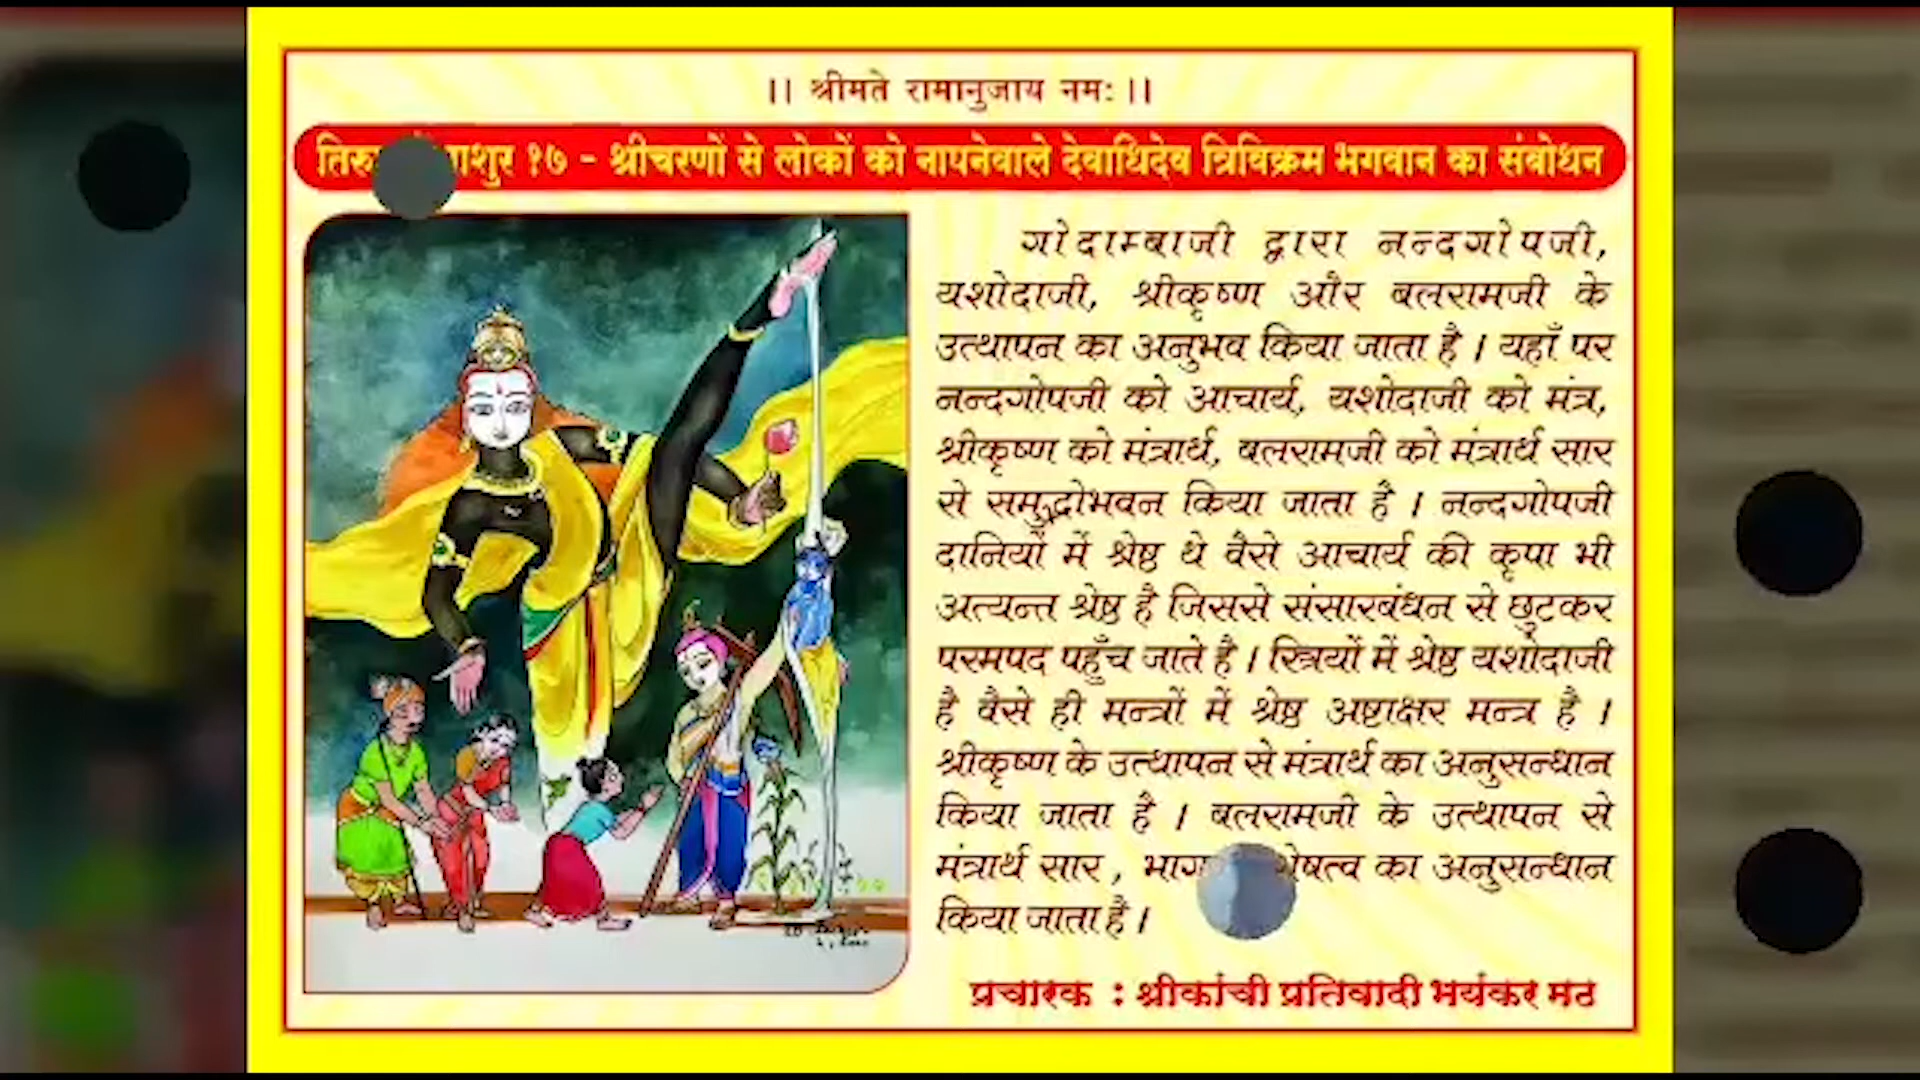 ।। श्रीमते रामानुजाय नमः ।।
१७ - श्रीचरणों से लोकों को नापनेवाले देवाधिदेव त्रिविक्रम भगवान का संबोधन
गोदाम्बाजी द्वारा नन्दगोपजी,
यशोदाजी, श्रीकृष्ण और बलरामजी के
उत्थापन का अनुभव किया जाता है । यहाँ पर
नन्दगोपजी को आचार्य, यशोदाजी को मंत्र,
श्रीकृष्ण को मंत्रार्थ, बलरामजी को मंत्रार्थ सार
से समुद्भोभवन किया जाता है । नन्दगोपजी
दानियों में श्रेष्ठ थे वैसे आचार्य की कृपा भी
अत्यन्त श्रेष्ठ है जिससे संसारबंधन से छुटकर
परमपद पहुँच जाते है । स्त्रियों में श्रेष्ठ यशोदाजी
है वैसे ही मन्त्रों में श्रेष्ठ अष्टाक्षर मन्त्र है ।
श्रीकृष्ण के उत्थापन से मंत्रार्थ का अनुसन्धान
किया जाता है । बलरामजी के उत्थापन से
मंत्रार्थ सार , का अनुसन्धान
किया जाता है ।
प्रचारक : श्रीकांची प्रतिवादी भयंकर मठ